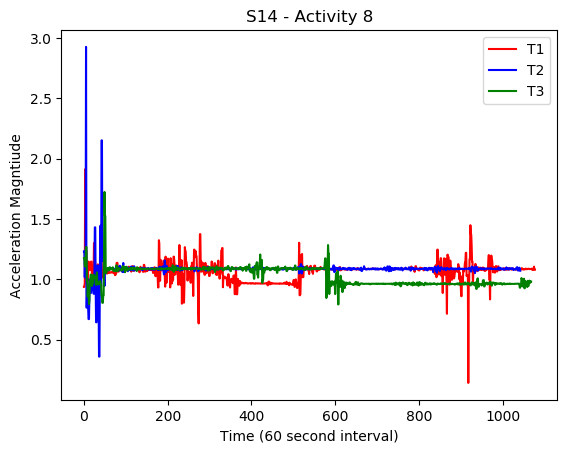 S14 - Activity 8
Acceleration Magntiude
3.0
2.5
2.0
1.5
1.0
0.5
T1
T2
T3
0
200
400
600
800
1000
Time (60 second interval)